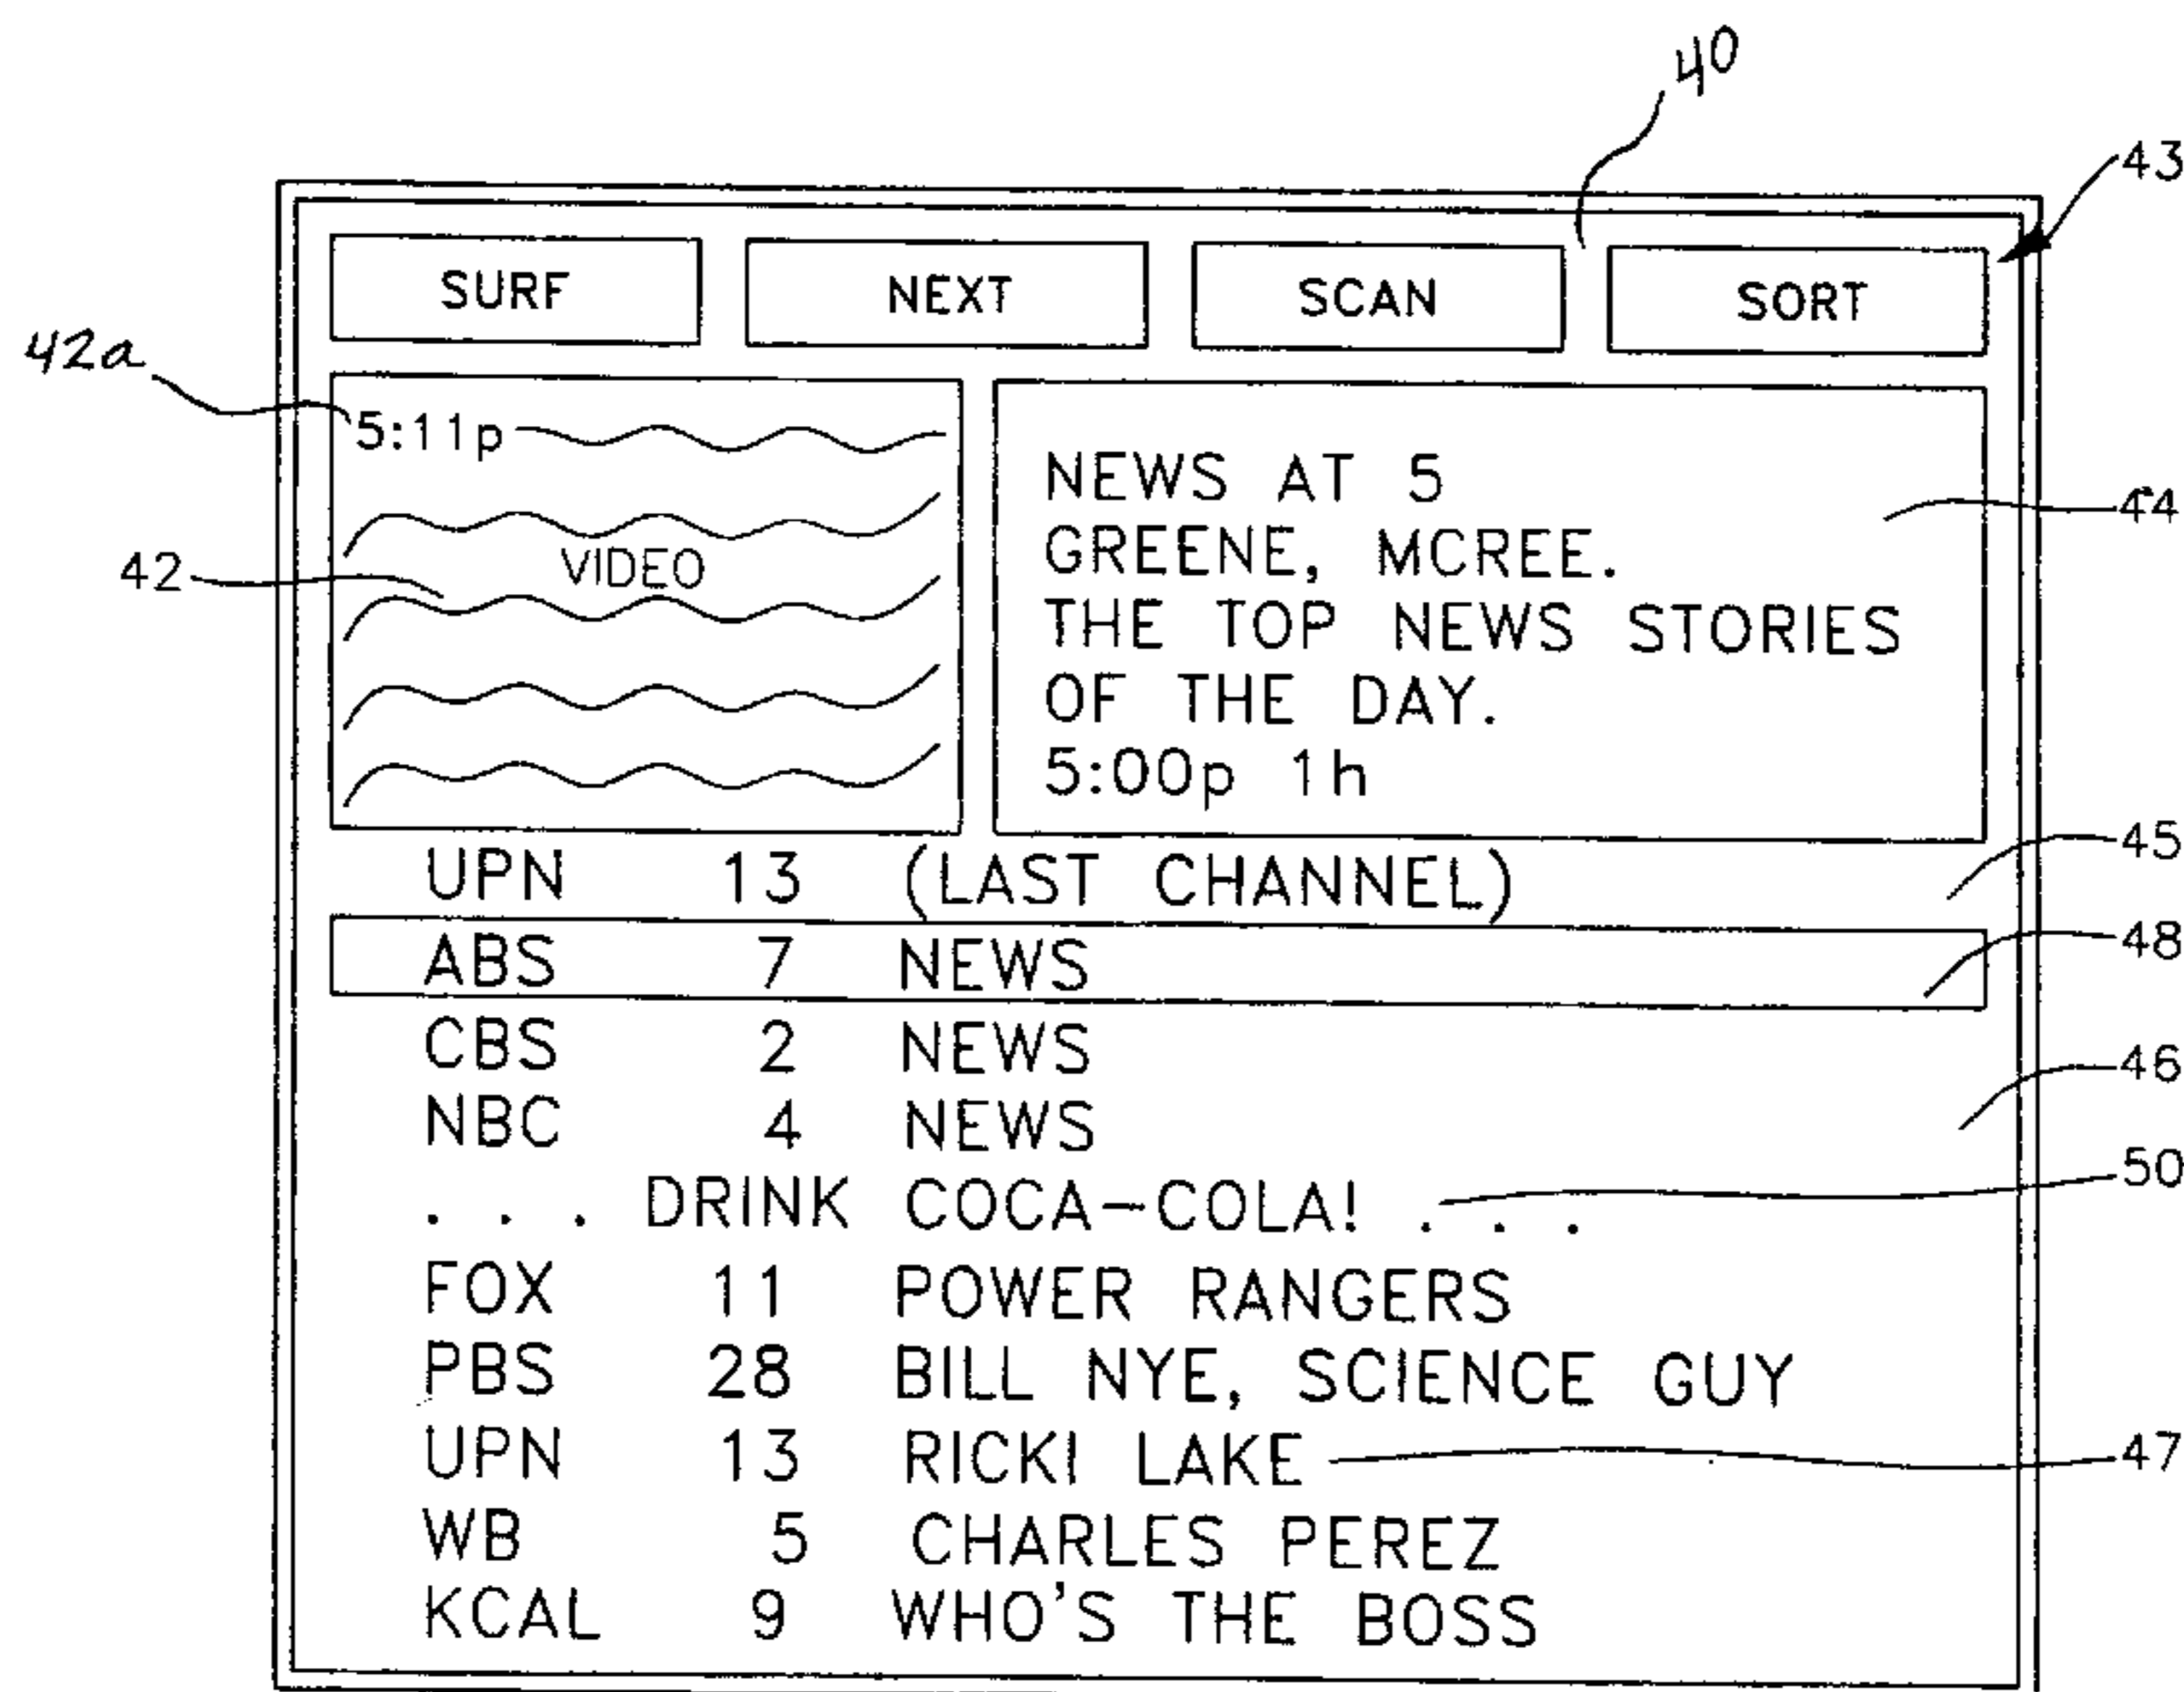 40
43
SURF NEXT SCAN SORT
42a
5:11p
VIDEO
42
NEWS AT 5
GREENE, MCREE.
THE TOP NEWS STORIES
OF THE DAY.
5:00p 1h
44
UPN 13 (LAST CHANNEL)
45
ABS 7 NEWS
48
CBS 2 NEWS
46
NBC 4 NEWS
. . . DRINK COCA-COLA! . . .
50
FOX 11 POWER RANGERS
PBS 28 BILL NYE, SCIENCE GUY
UPN 13 RICKI LAKE
47
WB 5 CHARLES PEREZ
KCAL 9 WHO'S THE BOSS